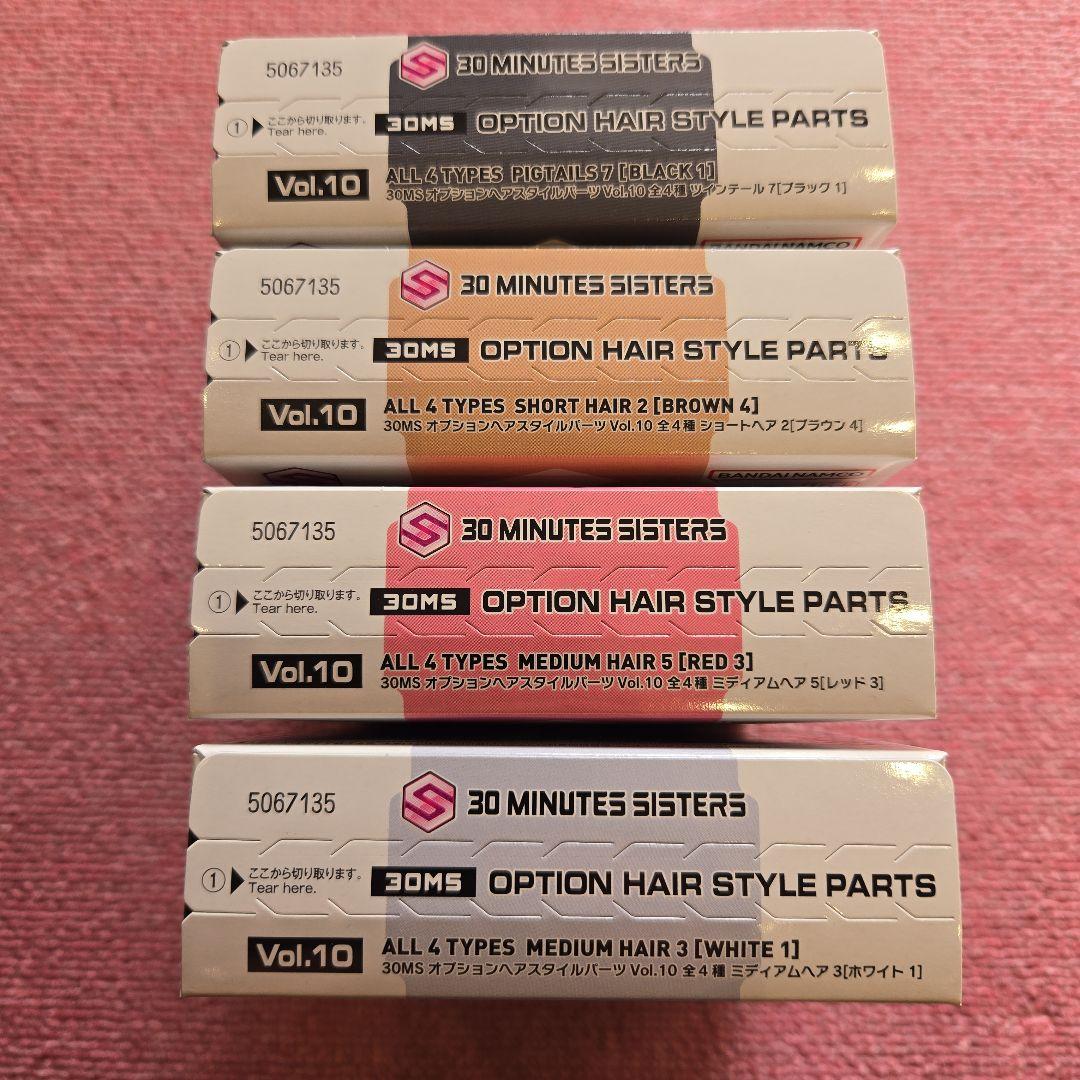 5067135
30 MINUTES SISTERS
① ここから切り取ります。
Tear here.
30MS OPTION HAIR STYLE PARTS
Vol.10
ALL 4 TYPES PIGTAILS 7 [BLACK 1]
30MS オプションヘアスタイルパーツ Vol.10 全4種 ツインテール 7[ブラック 1]
BANDAI NAMCO
5067135
30 MINUTES SISTERS
① ここから切り取ります。
Tear here.
30MS OPTION HAIR STYLE PARTS
Vol.10
ALL 4 TYPES SHORT HAIR 2 [BROWN 4]
30MS オプションヘアスタイルパーツ Vol.10 全4種 ショートヘア 2[ブラウン 4]
BANDAI NAMCO
5067135
30 MINUTES SISTERS
① ここから切り取ります。
Tear here.
30MS OPTION HAIR STYLE PARTS
Vol.10
ALL 4 TYPES MEDIUM HAIR 5 [RED 3]
30MS オプションヘアスタイルパーツ Vol.10 全4種 ミディアムヘア 5[レッド 3]
5067135
30 MINUTES SISTERS
① ここから切り取ります。
Tear here.
30MS OPTION HAIR STYLE PARTS
Vol.10
ALL 4 TYPES MEDIUM HAIR 3 [WHITE 1]
30MS オプションヘアスタイルパーツ Vol.10 全4種 ミディアムヘア 3[ホワイト 1]